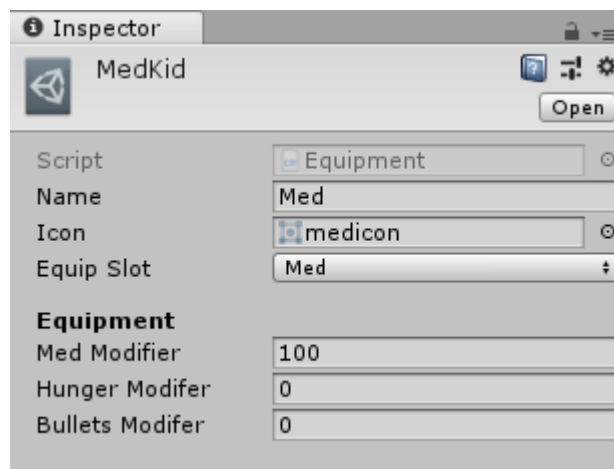 Inspector
MedKid
Open
Script Equipment
Name Med
Icon medicon
Equip Slot Med
Equipment
Med Modifier 100
Hunger Modifer 0
Bullets Modifer 0